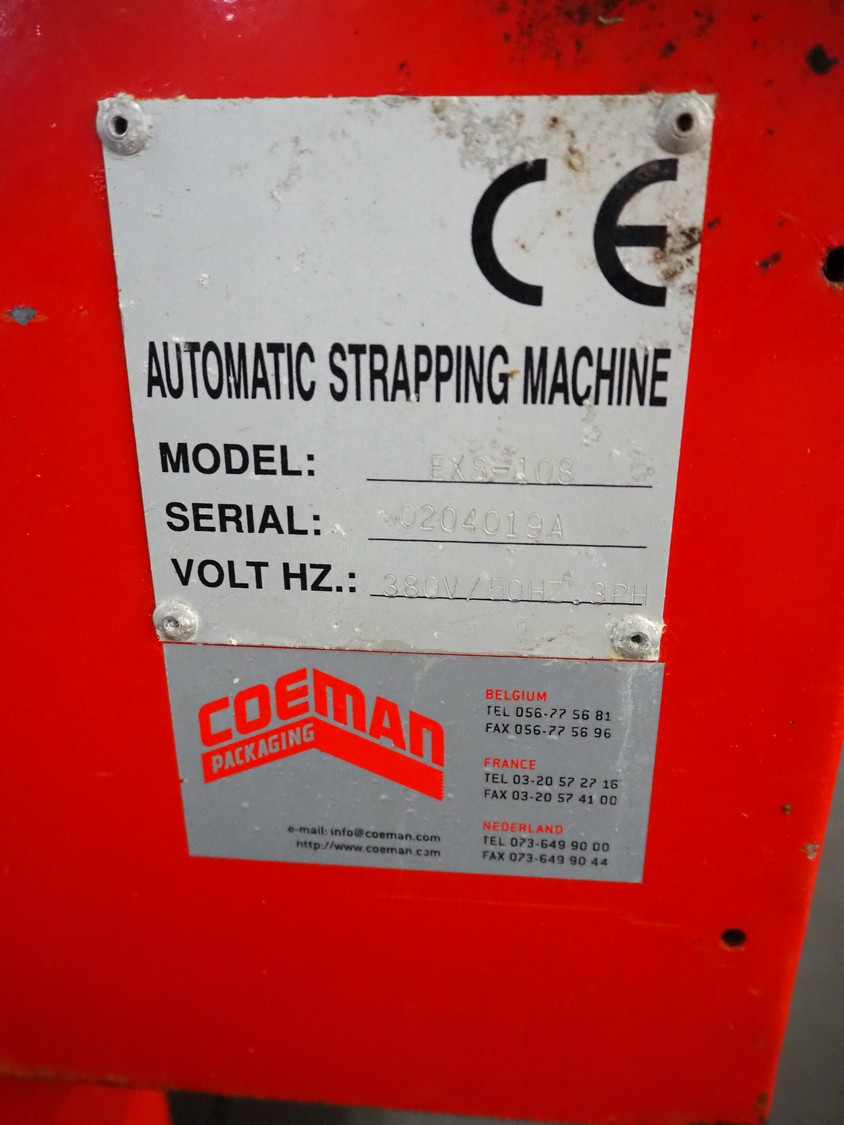 CE
AUTOMATIC STRAPPING MACHINE
MODEL: EXS-108
SERIAL: 0204019A
VOLT HZ.: 380V/50HZ.3PH
COEMAN
PACKAGING
e-mail: info@coeman.com
http://www.coeman.com
BELGIUM
TEL 056-77 56 81
FAX 056-77 56 96
FRANCE
TEL 03-20 57 27 16
FAX 03-20 57 41 00
NEDERLAND
TEL 073-649 90 00
FAX 073-649 90 44